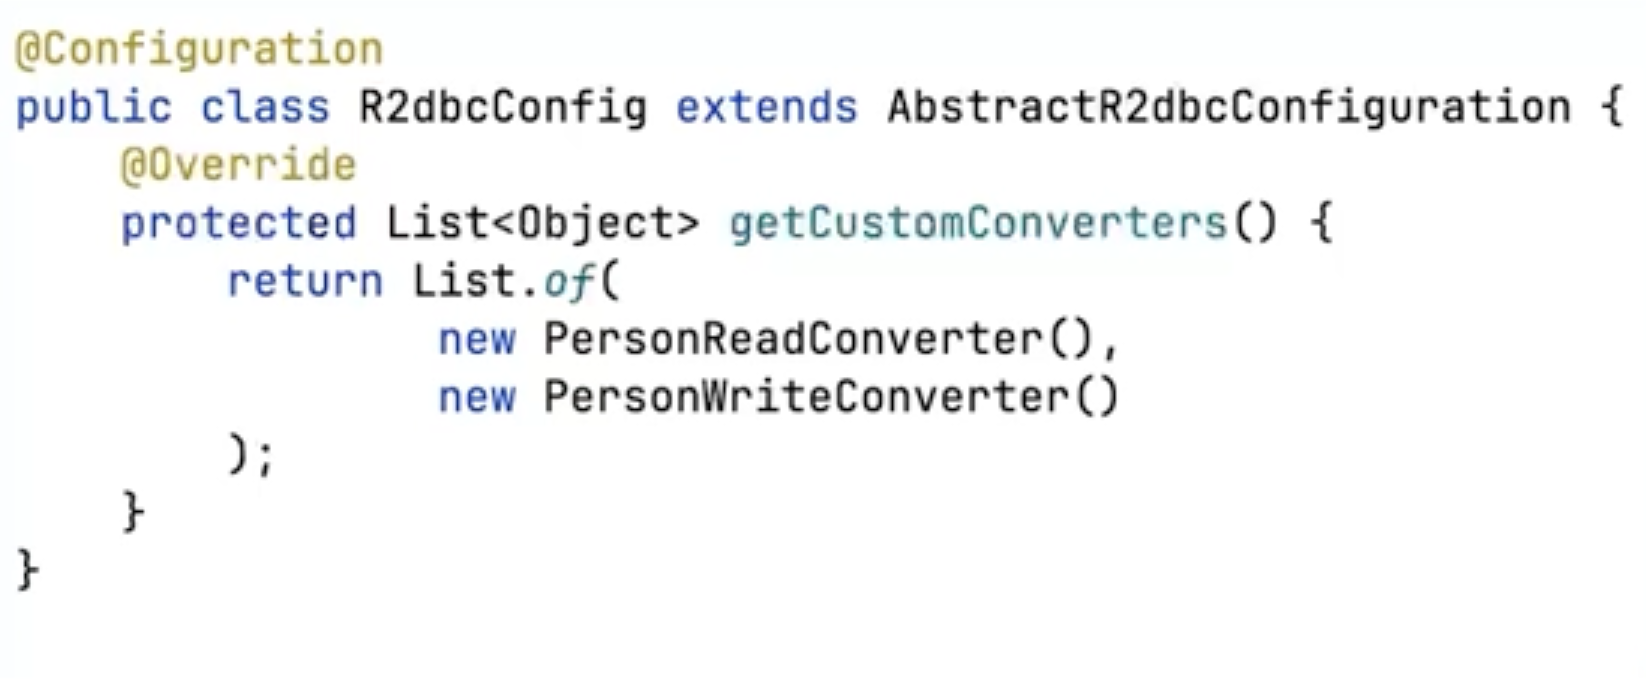 @Configuration
public class R2dbcConfig extends AbstractR2dbcConfiguration {
    @Override
    protected List<Object> getCustomConverters() {
        return List.of(
                new PersonReadConverter(),
                new PersonWriteConverter()
        );
    }
}